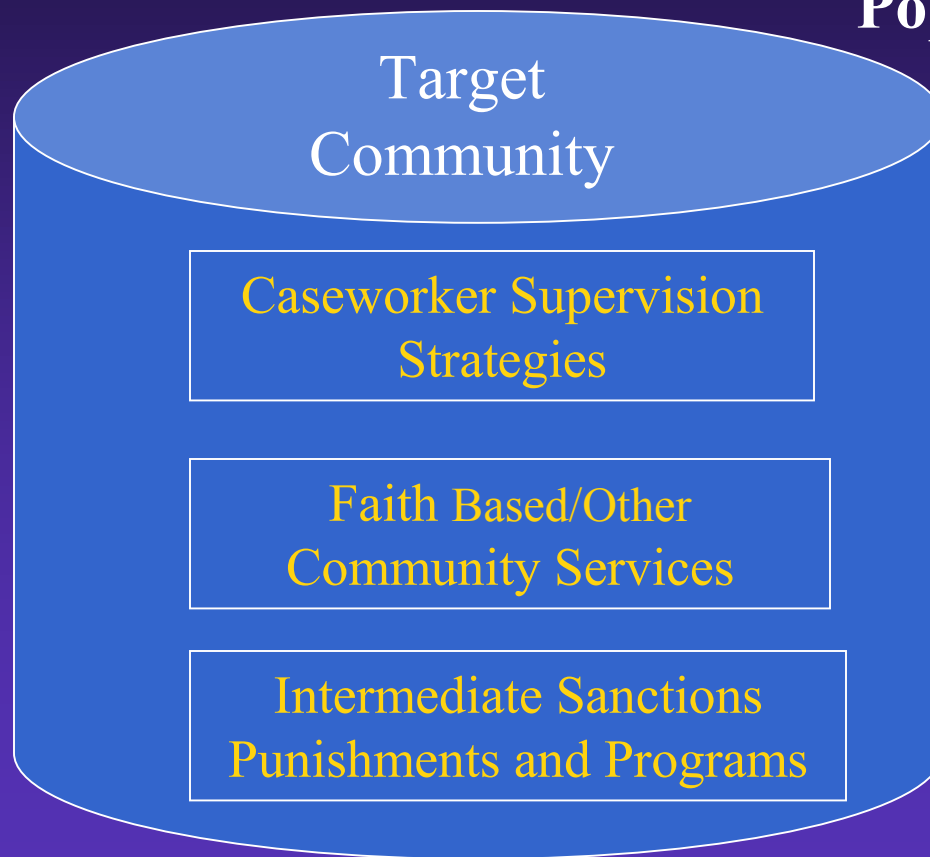 Target
Community
Caseworker Supervision
Strategies
Faith Based/Other
Community Services
Intermediate Sanctions
Punishments and Programs